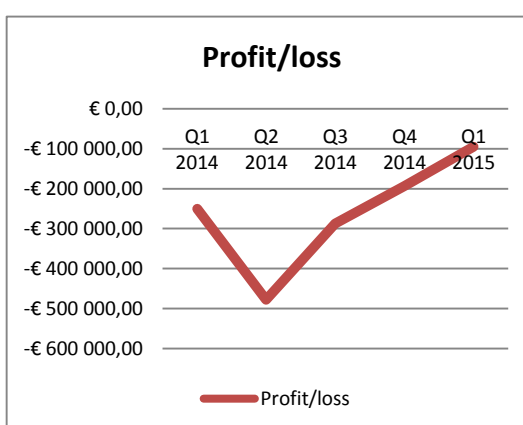 Profit/loss
€ 0,00
-€ 100 000,00
-€ 200 000,00
-€ 300 000,00
-€ 400 000,00
-€ 500 000,00
-€ 600 000,00
Q1 Q2 Q3 Q4 Q1
2014 2014 2014 2014 2015
Profit/loss